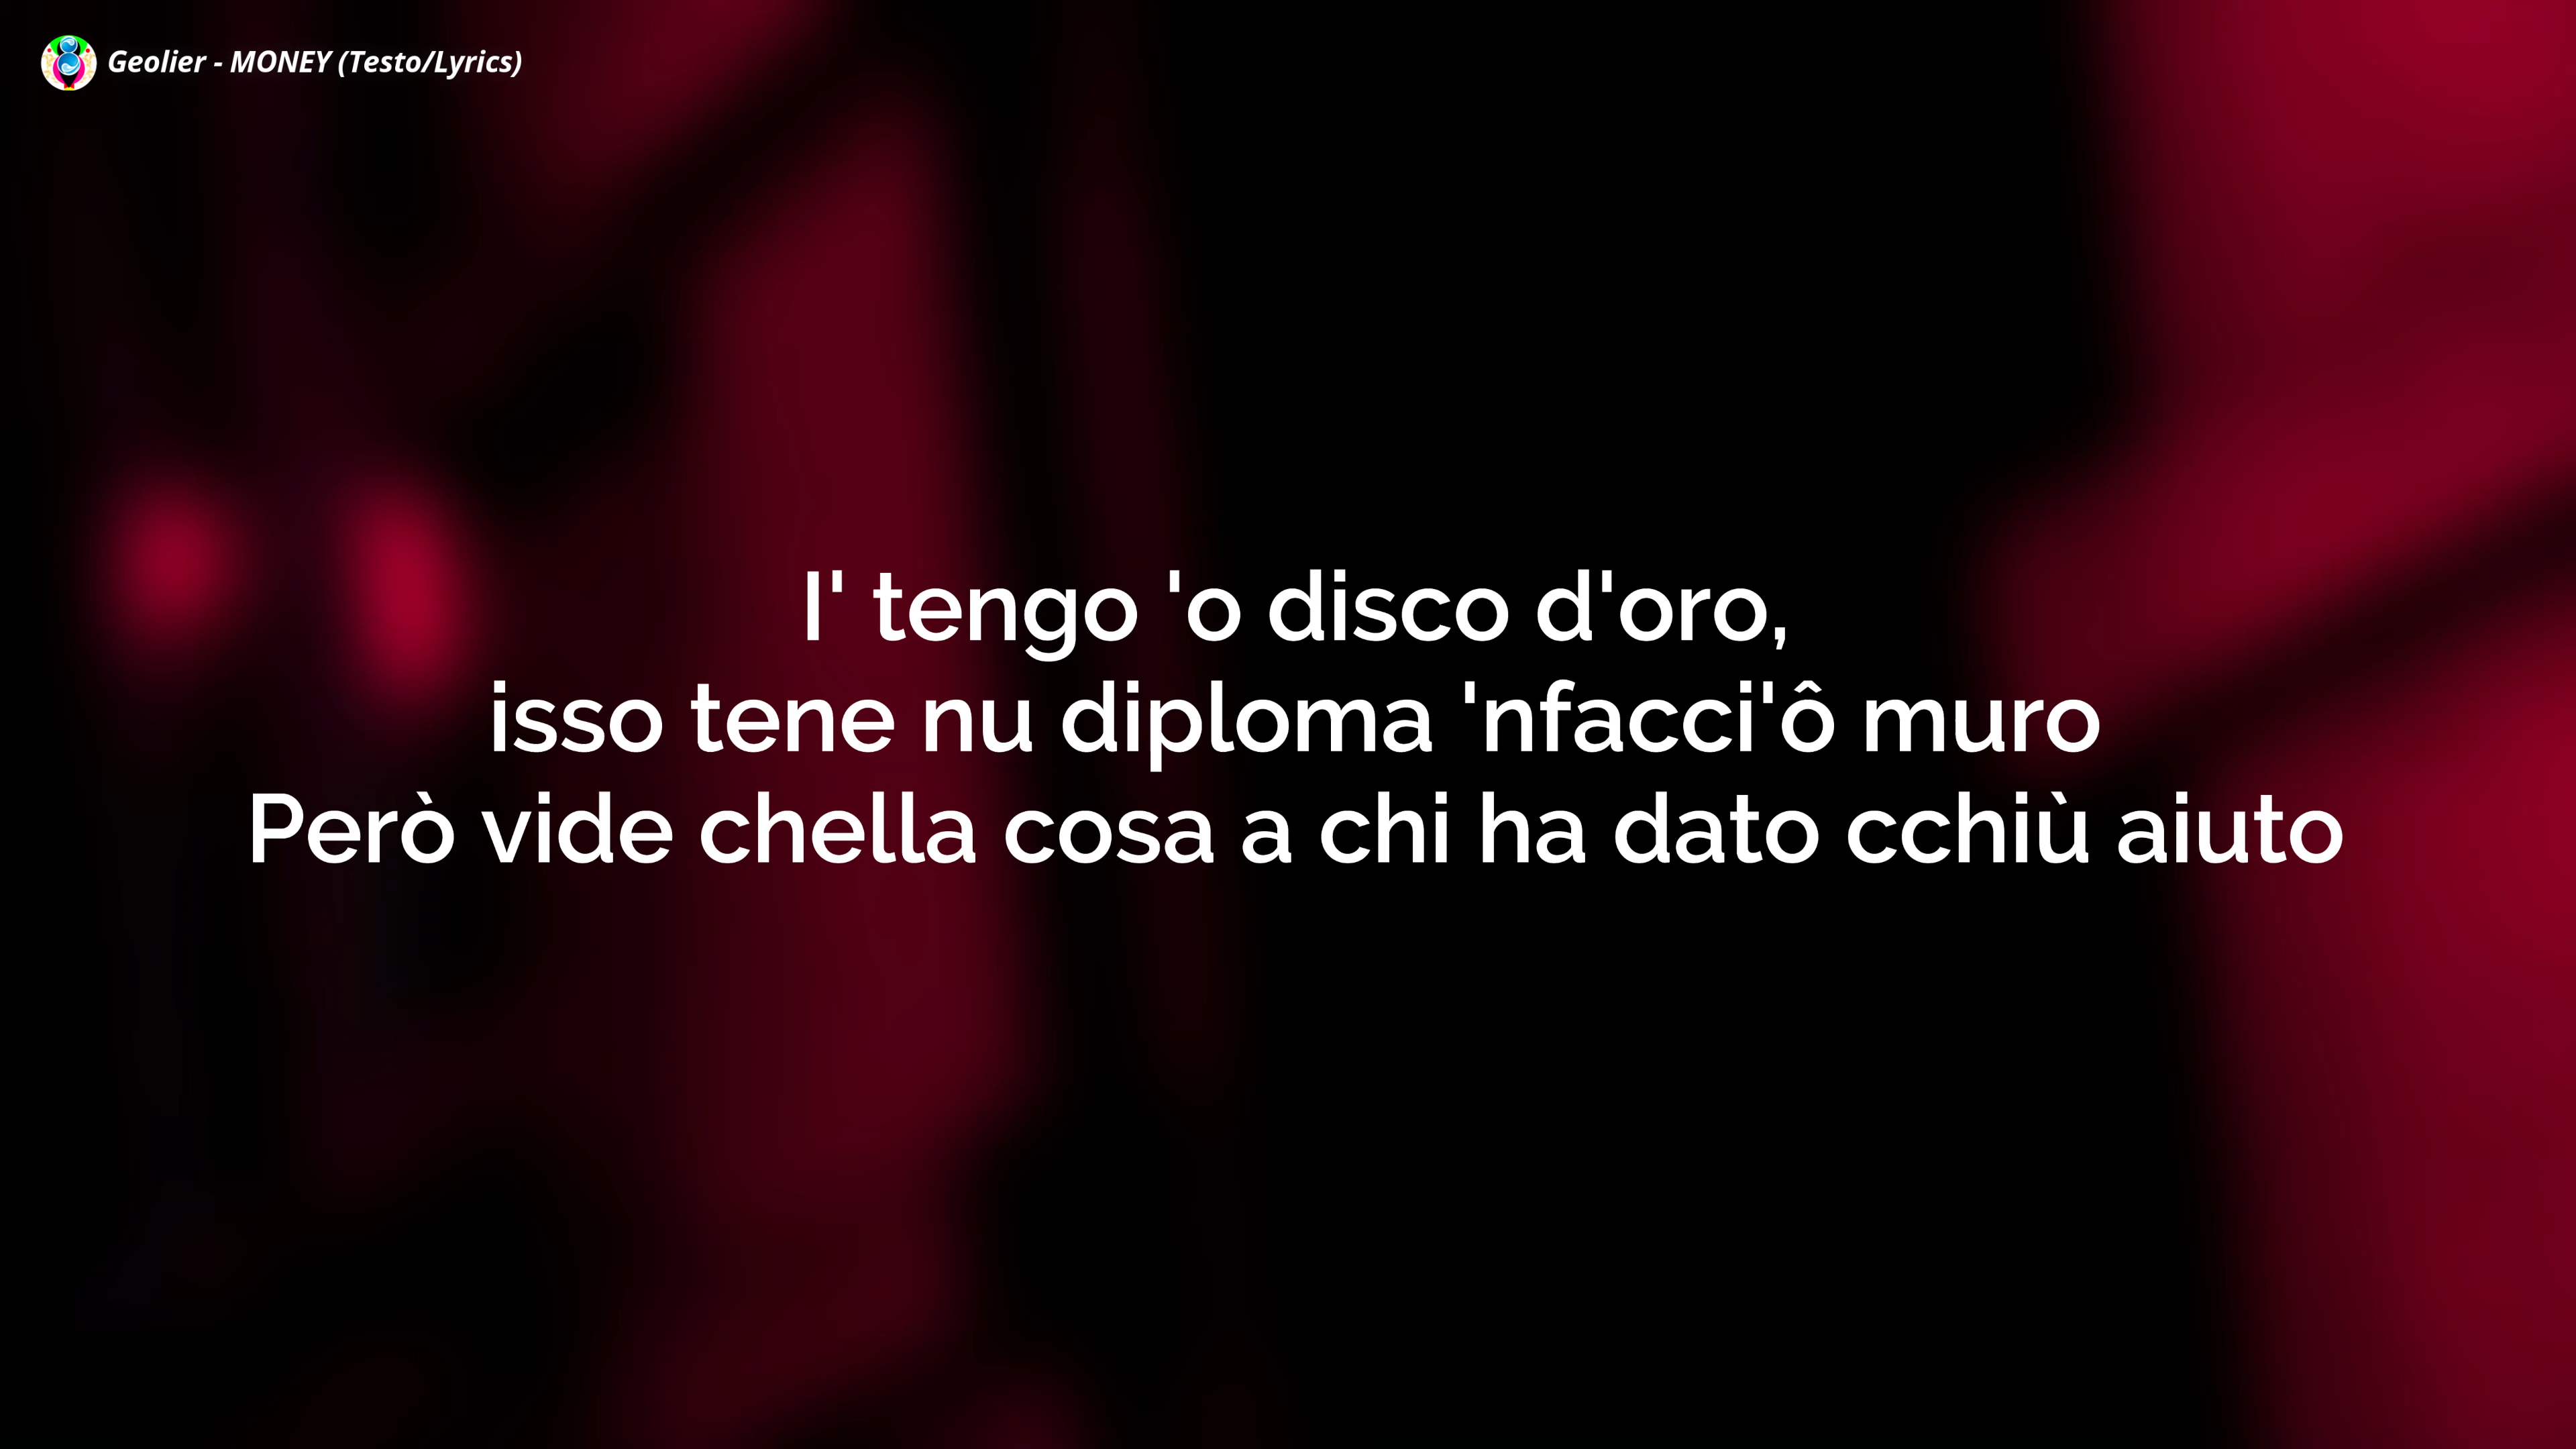 Geolier - MONEY (Testo/Lyrics)
I' tengo 'o disco d'oro,
isso tene nu diploma 'nfacci'ô muro
Però vide chella cosa a chi ha dato cchiù aiuto